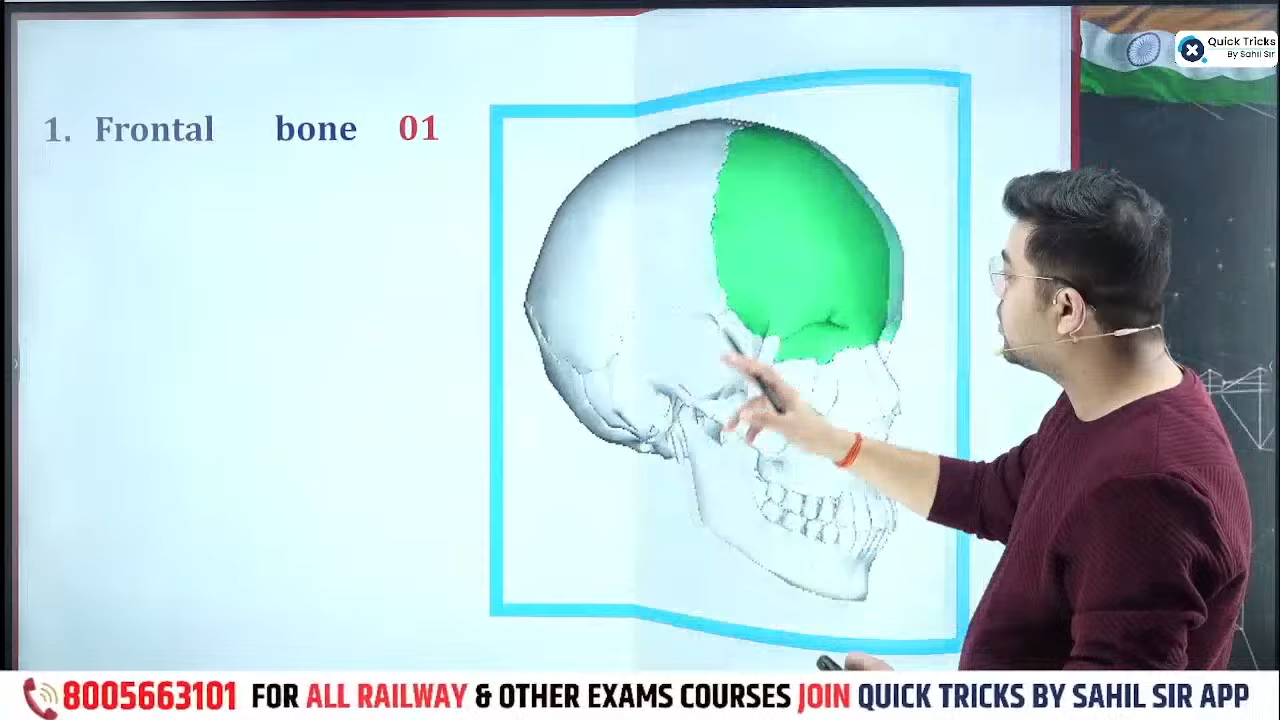 Quick Tricks
By Sahil Sir
1. Frontal bone 01
8005663101 FOR ALL RAILWAY & OTHER EXAMS COURSES JOIN QUICK TRICKS BY SAHIL SIR APP